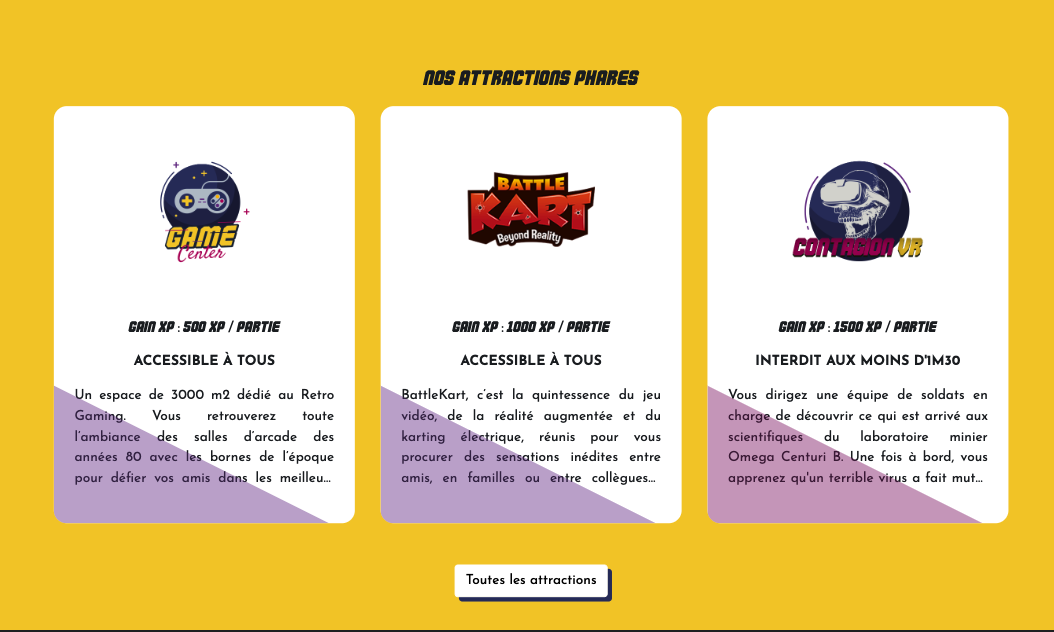 NOS ATTRACTIONS PHARES
GAME
Center
GAIN XP : 500 XP / PARTIE
ACCESSIBLE À TOUS
Un espace de 3000 m2 dédié au Retro
Gaming. Vous retrouverez toute
l’ambiance des salles d’arcade des
années 80 avec les bornes de l’époque
pour défier vos amis dans les meilleu...
BATTLE
KART
Beyond Reality
GAIN XP : 1000 XP / PARTIE
ACCESSIBLE À TOUS
BattleKart, c’est la quintessence du jeu
vidéo, de la réalité augmentée et du
karting électrique, réunis pour vous
procurer des sensations inédites entre
amis, en familles ou entre collègues...
CONTAGION VR
GAIN XP : 1500 XP / PARTIE
INTERDIT AUX MOINS D'1M30
Vous dirigez une équipe de soldats en
charge de découvrir ce qui est arrivé aux
scientifiques du laboratoire minier
Omega Centuri B. Une fois à bord, vous
apprenez qu'un terrible virus a fait mut...
Toutes les attractions